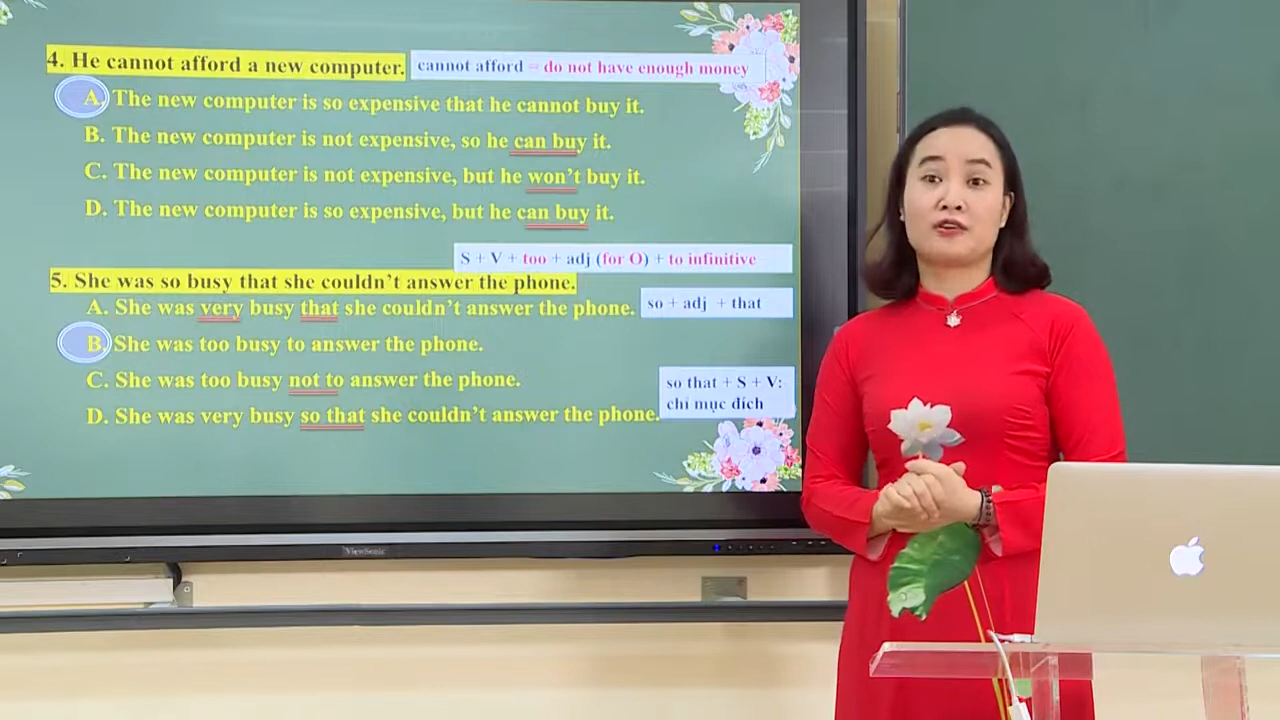 4. He cannot afford a new computer. cannot afford = do not have enough money
A. The new computer is so expensive that he cannot buy it.
B. The new computer is not expensive, so he can buy it.
C. The new computer is not expensive, but he won't buy it.
D. The new computer is so expensive, but he can buy it.
S + V + too + adj (for O) + to infinitive
5. She was so busy that she couldn't answer the phone.
A. She was very busy that she couldn't answer the phone. so + adj + that
B. She was too busy to answer the phone.
C. She was too busy not to answer the phone.
so that + S + V:
chỉ mục đích
D. She was very busy so that she couldn't answer the phone.
ViewSonic